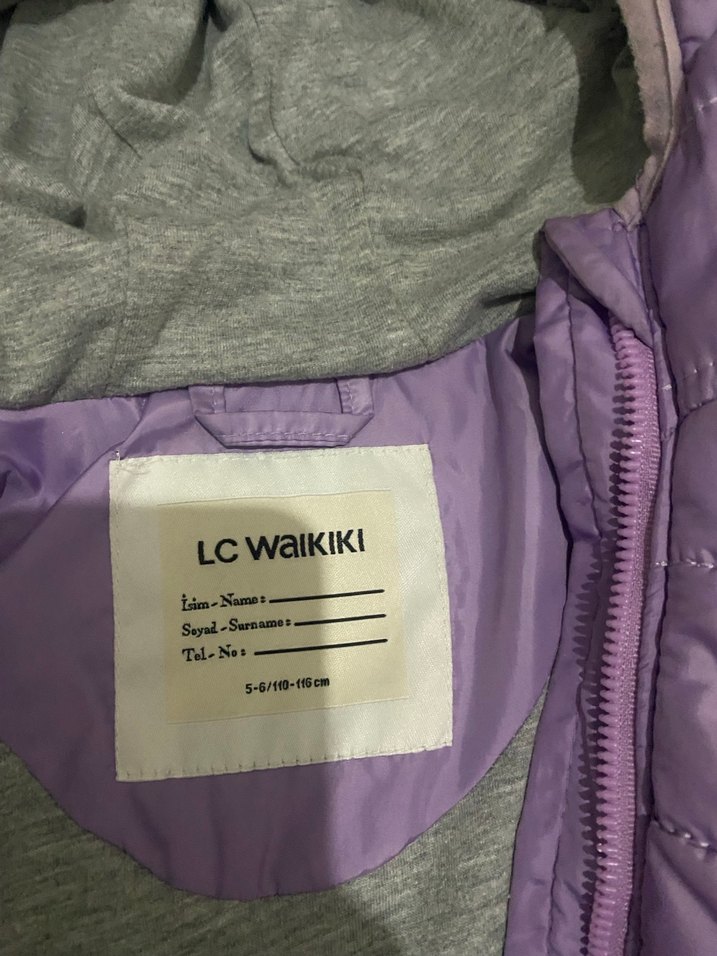 LC WAIKIKI
İsim-Name:
Soyad-Surname:
Tel-No:
5-6/110-116 cm